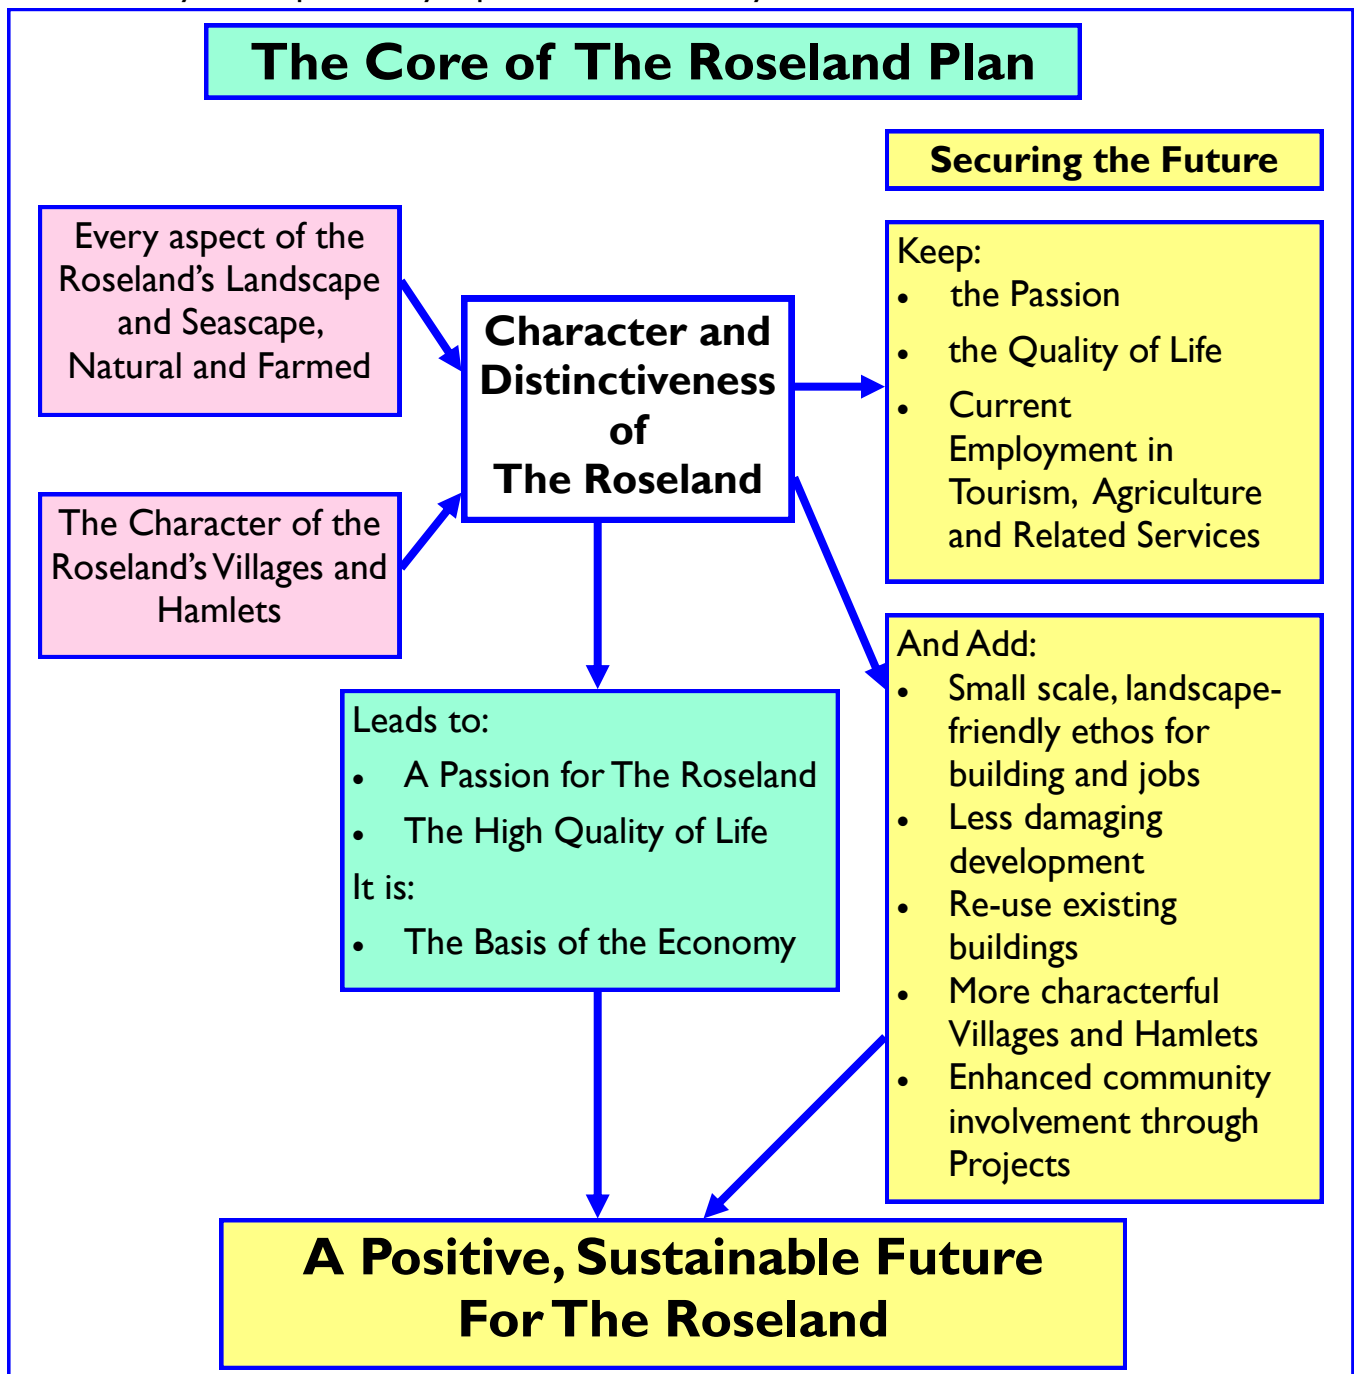 The Core of The Roseland Plan
Securing the Future
Every aspect of the
Roseland's Landscape
and Seascape,
Natural and Farmed
The Character of the
Roseland's Villages and
Hamlets
Character and
Distinctiveness
of
The Roseland
Keep:
• the Passion
• the Quality of Life
• Current
Employment in
Tourism, Agriculture
and Related Services
And Add:
• Small scale, landscape-
friendly ethos for
building and jobs
• Less damaging
development
• Re-use existing
buildings
• More characterful
Villages and Hamlets
• Enhanced community
involvement through
Projects
Leads to:
• A Passion for The Roseland
• The High Quality of Life
It is:
• The Basis of the Economy
A Positive, Sustainable Future
For The Roseland